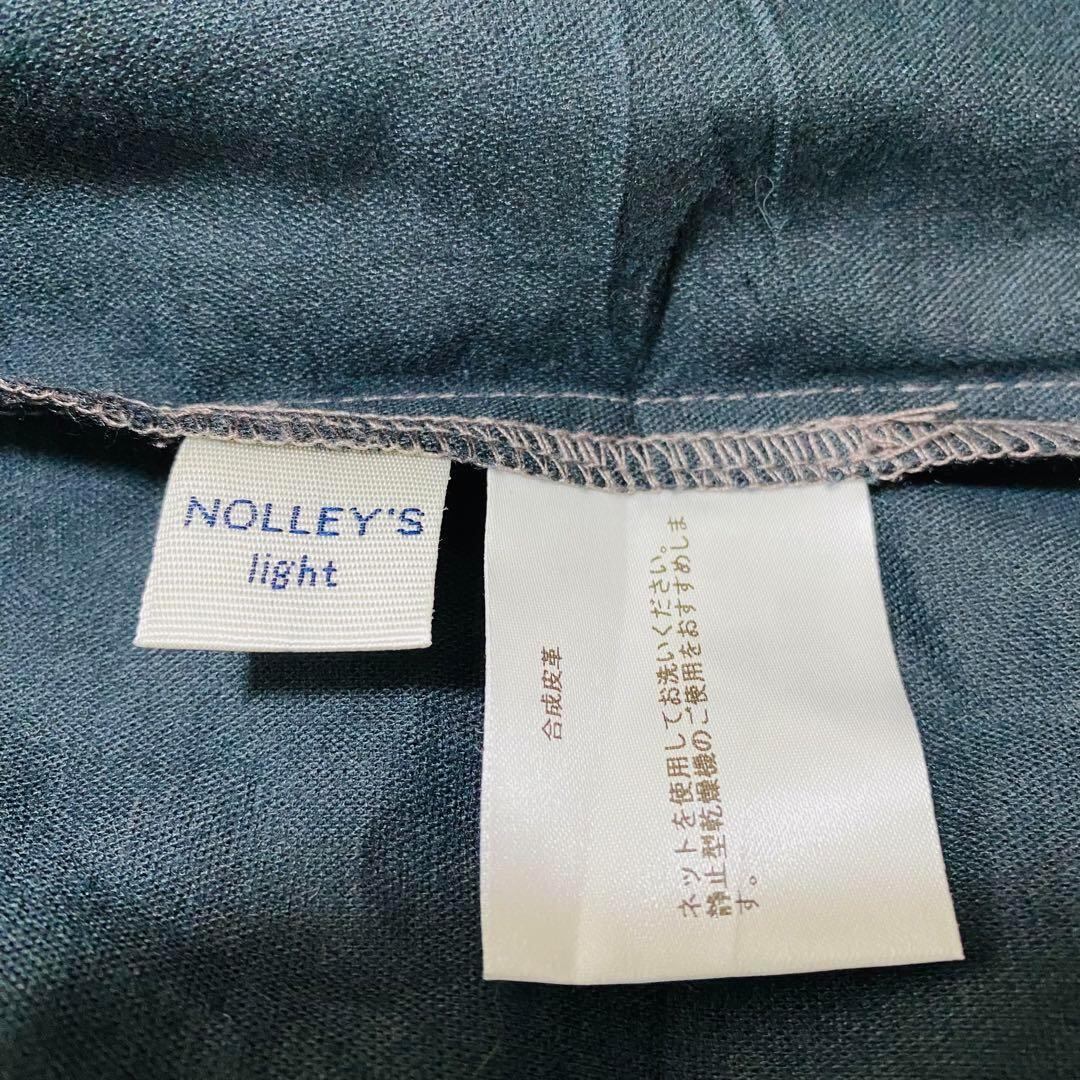 NOLLEY'S
light
合成皮革
ネットを使用してお洗いください。
静止型乾燥機のご使用をおすすめしま
す。